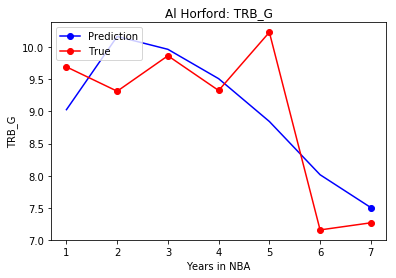 Al Horford: TRB_G
Prediction
True
10.0
9.5
9.0
8.5
8.0
7.5
7.0
TRB_G
1 2 3 4 5 6 7
Years in NBA